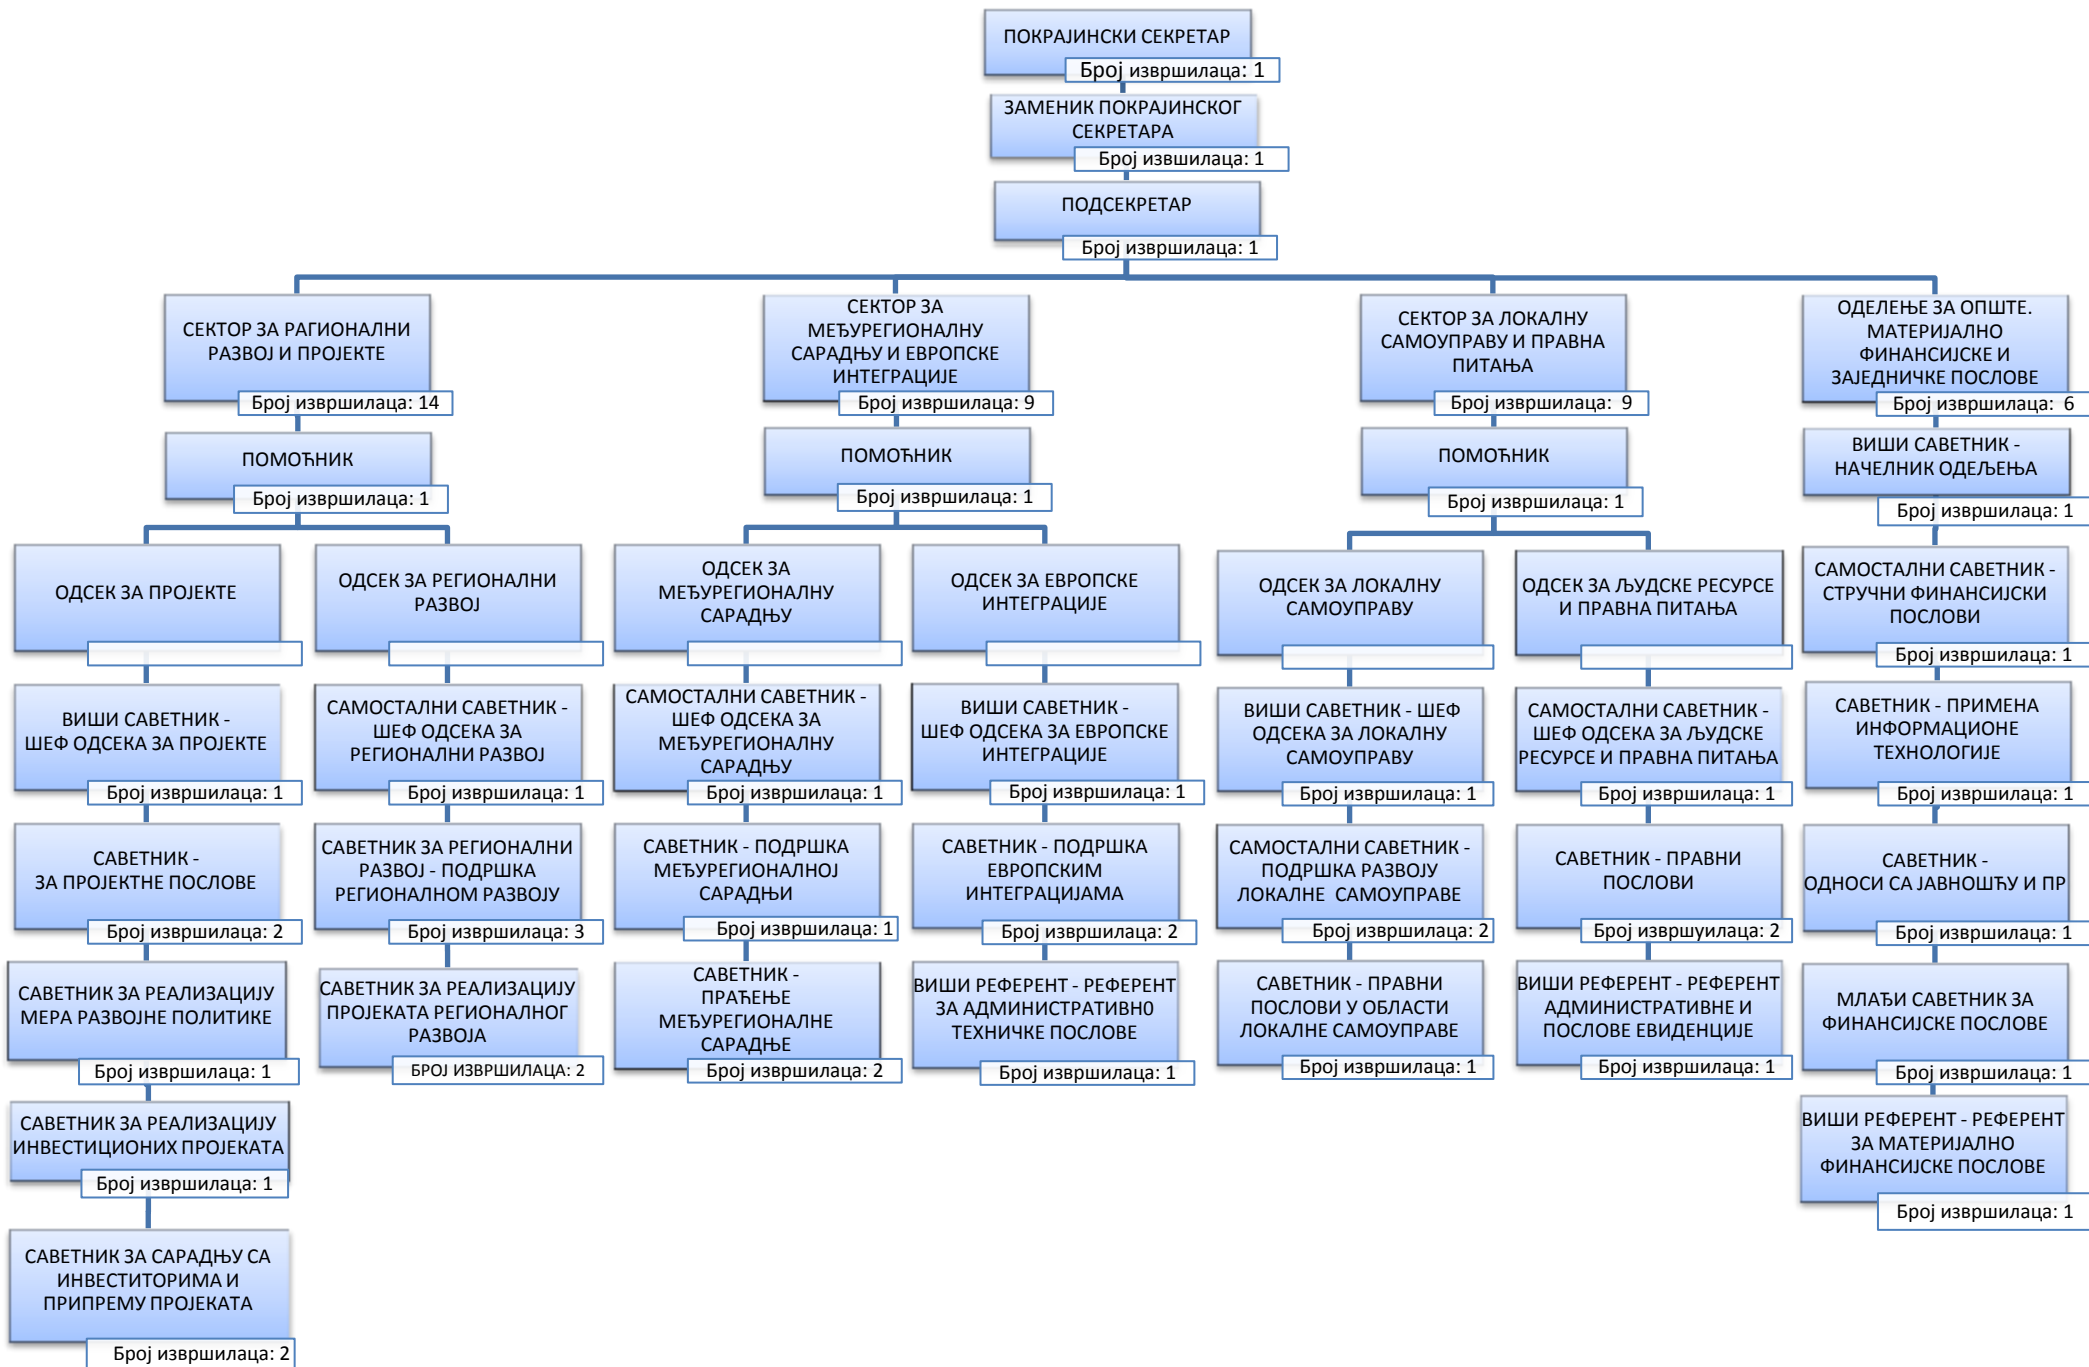 ПОКРАЈИНСКИ СЕКРЕТАР
Број извршилаца: 1
ЗАМЕНИК ПОКРАЈИНСКОГ
СЕКРЕТАРА
Број извшилаца: 1
ПОДСЕКРЕТАР
Број извршилаца: 1
СЕКТОР ЗА РАГИОНАЛНИ
РАЗВОЈ И ПРОЈЕКТЕ
Број извршилаца: 14
ПОМОЋНИК
Број извршилаца: 1
ОДСЕК ЗА ПРОЈЕКТЕ
ВИШИ САВЕТНИК -
ШЕФ ОДСЕКА ЗА ПРОЈЕКТЕ
Број извршилаца: 1
САВЕТНИК -
ЗА ПРОЈЕКТНЕ ПОСЛОВЕ
Број извршилаца: 2
САВЕТНИК ЗА РЕАЛИЗАЦИЈУ
МЕРА РАЗВОЈНЕ ПОЛИТИКЕ
Број извршилаца: 1
САВЕТНИК ЗА РЕАЛИЗАЦИЈУ
ИНВЕСТИЦИОНИХ ПРОЈЕКАТА
Број извршилаца: 1
САВЕТНИК ЗА САРАДЊУ СА
ИНВЕСТИТОРИМА И
ПРИПРЕМУ ПРОЈЕКАТА
Број извршилаца: 2
ОДСЕК ЗА РЕГИОНАЛНИ
РАЗВОЈ
САМОСТАЛНИ САВЕТНИК -
ШЕФ ОДСЕКА ЗА
РЕГИОНАЛНИ РАЗВОЈ
Број извршилаца: 1
САВЕТНИК ЗА РЕГИОНАЛНИ
РАЗВОЈ - ПОДРШКА
РЕГИОНАЛНОМ РАЗВОЈУ
Број извршилаца: 3
САВЕТНИК ЗА РЕАЛИЗАЦИЈУ
ПРОЈЕКАТА РЕГИОНАЛНОГ
РАЗВОЈА
БРОЈ ИЗВРШИЛАЦА: 2
СЕКТОР ЗА
МЕЂУРЕГИОНАЛНУ
САРАДЊУ И ЕВРОПСКЕ
ИНТЕГРАЦИЈЕ
Број извршилаца: 9
ПОМОЋНИК
Број извршилаца: 1
ОДСЕК ЗА
МЕЂУРЕГИОНАЛНУ
САРАДЊУ
САМОСТАЛНИ САВЕТНИК -
ШЕФ ОДСЕКА ЗА
МЕЂУРЕГИОНАЛНУ
САРАДЊУ
Број извршилаца: 1
САВЕТНИК - ПОДРШКА
МЕЂУРЕГИОНАЛНОЈ
САРАДЊИ
Број извршилаца: 1
САВЕТНИК -
ПРАЋЕЊЕ
МЕЂУРЕГИОНАЛНЕ
САРАДЊЕ
Број извршилаца: 2
ОДСЕК ЗА ЕВРОПСКЕ
ИНТЕГРАЦИЈЕ
ВИШИ САВЕТНИК -
ШЕФ ОДСЕКА ЗА ЕВРОПСКЕ
ИНТЕГРАЦИЈЕ
Број извршилаца: 1
САВЕТНИК - ПОДРШКА
ЕВРОПСКИМ
ИНТЕГРАЦИЈАМА
Број извршилаца: 2
ВИШИ РЕФЕРЕНТ - РЕФЕРЕНТ
ЗА АДМИНИСТРАТИВН0
ТЕХНИЧКЕ ПОСЛОВЕ
Број извршилаца: 1
СЕКТОР ЗА ЛОКАЛНУ
САМОУПРАВУ И ПРАВНА
ПИТАЊА
Број извршилаца: 9
ПОМОЋНИК
Број извршилаца: 1
ОДСЕК ЗА ЛОКАЛНУ
САМОУПРАВУ
ВИШИ САВЕТНИК - ШЕФ
ОДСЕКА ЗА ЛОКАЛНУ
САМОУПРАВУ
Број извршилаца: 1
САМОСТАЛНИ САВЕТНИК -
ПОДРШКА РАЗВОЈУ
ЛОКАЛНЕ САМОУПРАВЕ
Број извршилаца: 2
САВЕТНИК - ПРАВНИ
ПОСЛОВИ У ОБЛАСТИ
ЛОКАЛНЕ САМОУПРАВЕ
Број извршилаца: 1
ОДСЕК ЗА ЉУДСКЕ РЕСУРСЕ
И ПРАВНА ПИТАЊА
САМОСТАЛНИ САВЕТНИК -
ШЕФ ОДСЕКА ЗА ЉУДСКЕ
РЕСУРСЕ И ПРАВНА ПИТАЊА
Број извршилаца: 1
САВЕТНИК - ПРАВНИ
ПОСЛОВИ
Број извршуилаца: 2
ВИШИ РЕФЕРЕНТ - РЕФЕРЕНТ
АДМИНИСТРАТИВНЕ И
ПОСЛОВЕ ЕВИДЕНЦИЈЕ
Број извршилаца: 1
ОДЕЛЕЊЕ ЗА ОПШТЕ.
МАТЕРИЈАЛНО
ФИНАНСИЈСКЕ И
ЗАЈЕДНИЧКЕ ПОСЛОВЕ
Број извршилаца: 6
ВИШИ САВЕТНИК -
НАЧЕЛНИК ОДЕЉЕЊА
Број извршилаца: 1
САМОСТАЛНИ САВЕТНИК -
СТРУЧНИ ФИНАНСИЈСКИ
ПОСЛОВИ
Број извршилаца: 1
САВЕТНИК - ПРИМЕНА
ИНФОРМАЦИОНЕ
ТЕХНОЛОГИЈЕ
Број извршилаца: 1
САВЕТНИК -
ОДНОСИ СА ЈАВНОШЋУ И ПР
Број извршилаца: 1
МЛАЂИ САВЕТНИК ЗА
ФИНАНСИЈСКЕ ПОСЛОВЕ
Број извршилаца: 1
ВИШИ РЕФЕРЕНТ - РЕФЕРЕНТ
ЗА МАТЕРИЈАЛНО
ФИНАНСИЈСКЕ ПОСЛОВЕ
Број извршилаца: 1